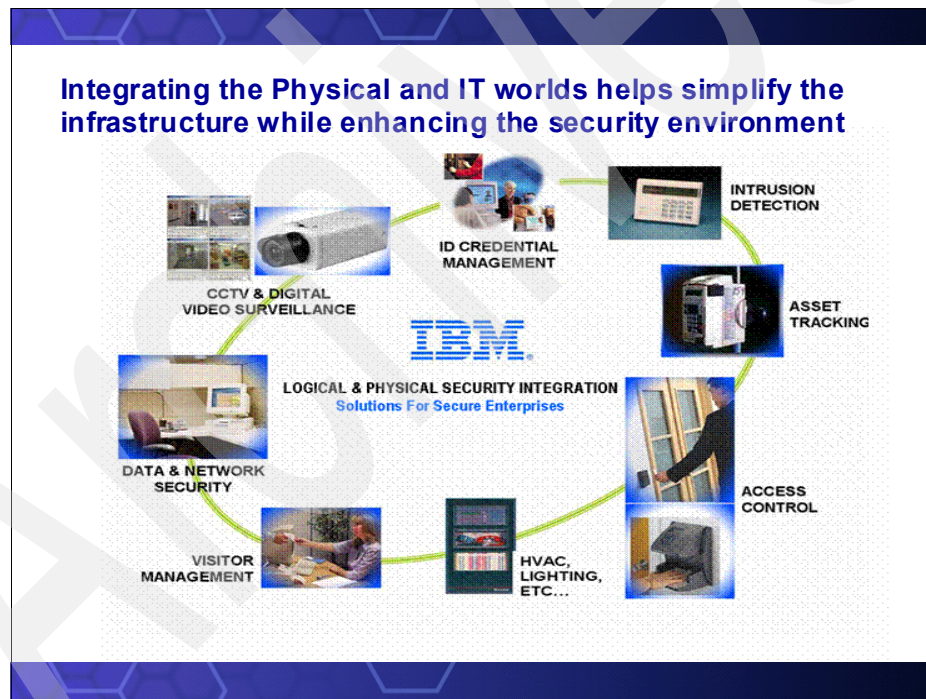 Integrating the Physical and IT worlds helps simplify the
infrastructure while enhancing the security environment
ID CREDENTIAL
MANAGEMENT
INTRUSION
DETECTION
CCTV & DIGITAL
VIDEO SURVEILLANCE
ASSET
TRACKING
IBM.
LOGICAL & PHYSICAL SECURITY INTEGRATION
Solutions For Secure Enterprises
DATA & NETWORK
SECURITY
ACCESS
CONTROL
VISITOR
MANAGEMENT
HVAC,
LIGHTING,
ETC...